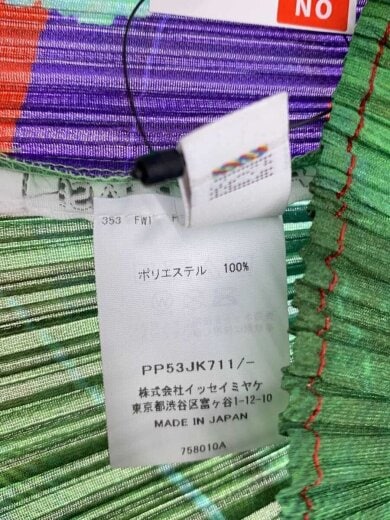 NO
353 FW1
ポリエステル 100%
PP53JK711/-
株式会社イッセイミヤケ
東京都渋谷区富ヶ谷1-12-10
MADE IN JAPAN
758010A